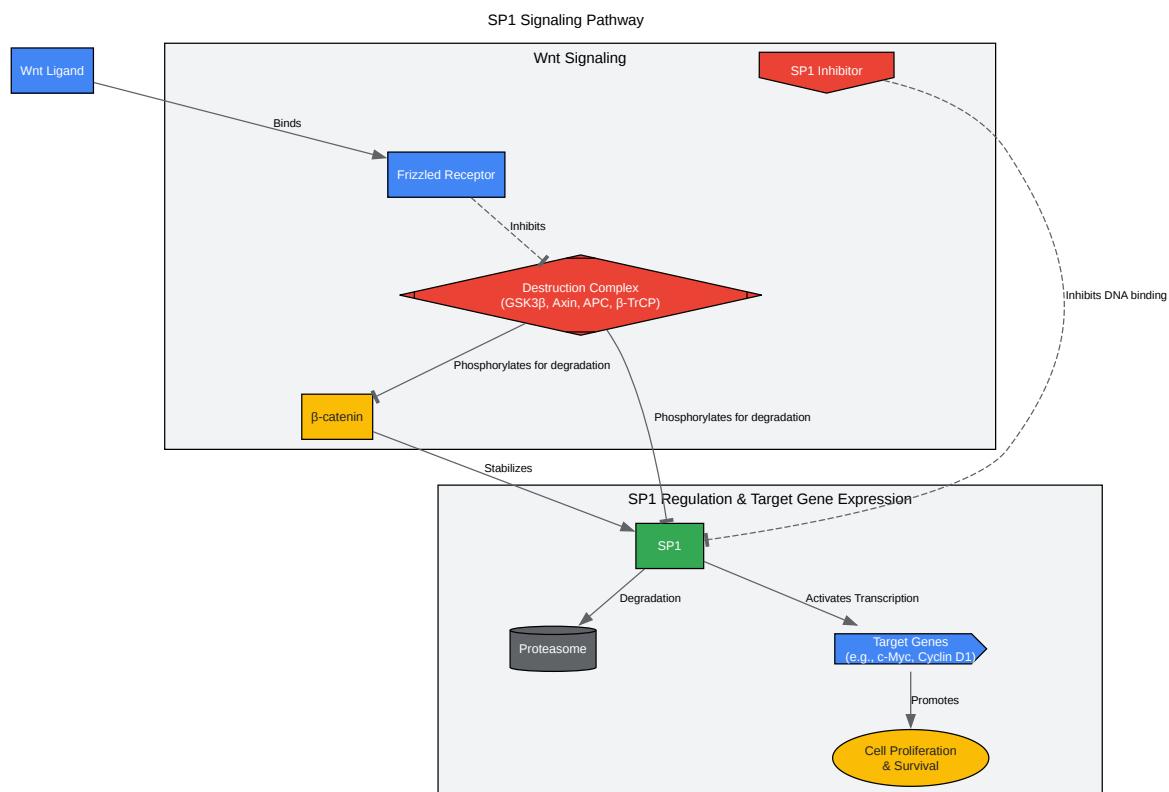 SP1 Signaling Pathway
Wnt Signaling
Wnt Ligand
SP1 Inhibitor
Binds
Frizzled Receptor
Inhibits
Destruction Complex
(GSK3β, Axin, APC, β-TrCP)
Inhibits DNA binding
Phosphorylates for degradation
β-catenin
Phosphorylates for degradation
Stabilizes
SP1 Regulation & Target Gene Expression
SP1
Degradation
Activates Transcription
Proteasome
Target Genes
(e.g., c-Myc, Cyclin D1)
Promotes
Cell Proliferation
& Survival